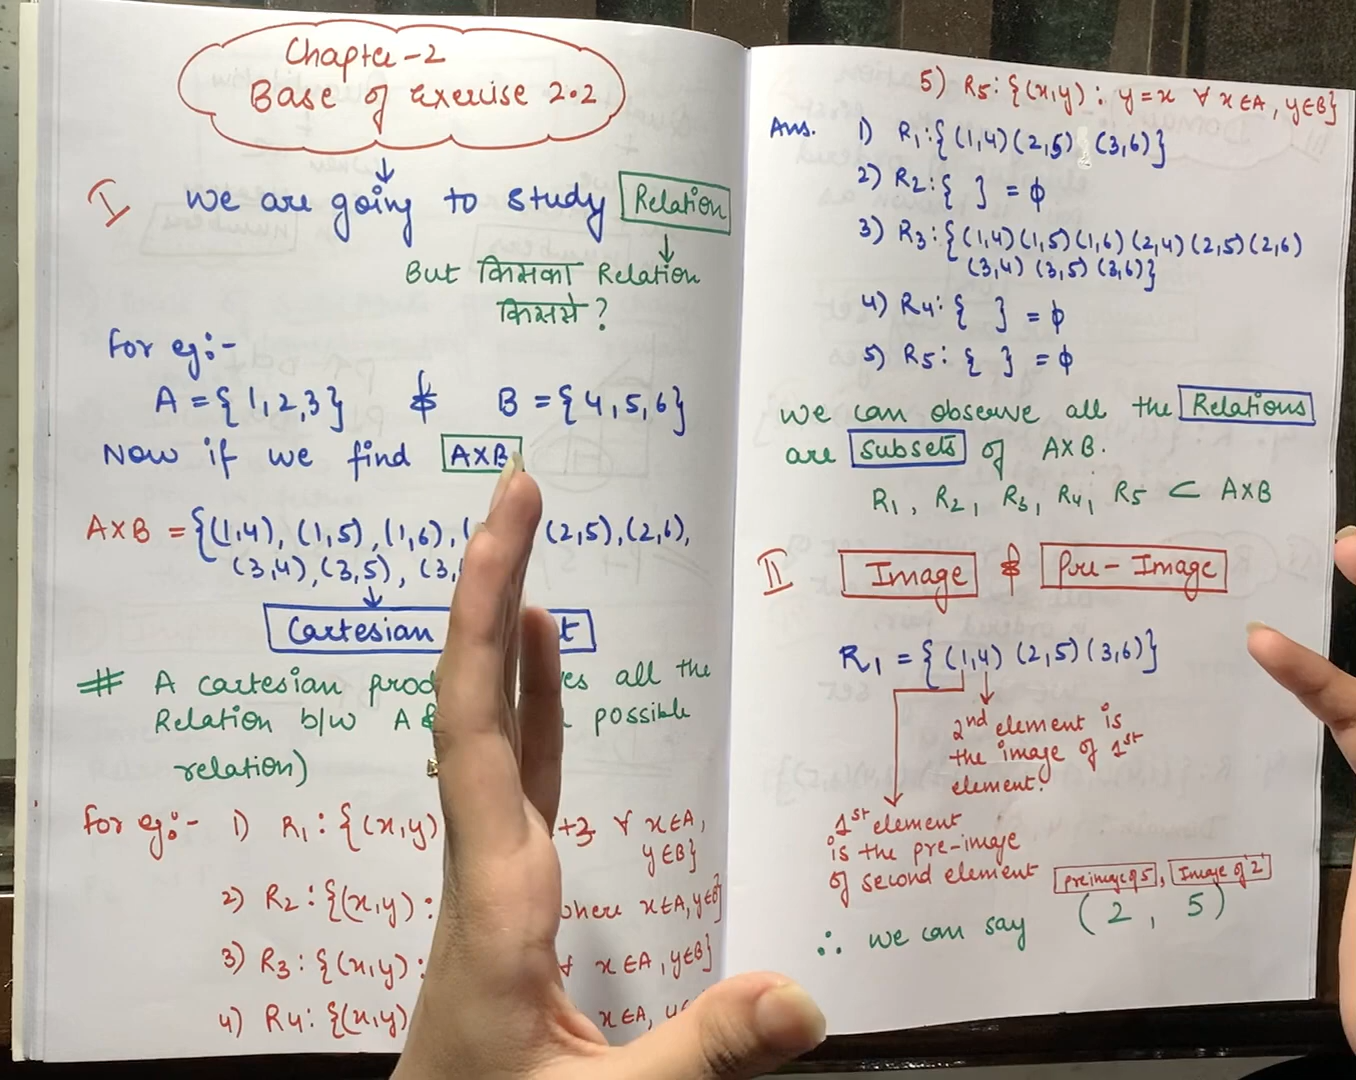 Chapter-2
Base of Exercise 2.2
I we are going to study Relation
But किसका Relation
किससे ?
For eg:-
A = {1,2,3} & B = {4,5,6}
Now if we find A×B
A×B = {(1,4), (1,5), (1,6), (2,5), (2,6),
(3,4), (3,5), (3,
Cartesian
# A cartesian all the
Relation b/w A possible
relation)
For eg:- 1) R1 : {(x,y) +3 ∀ x∈A,
y∈B}
2) R2 : {(x,y) : where x∈A, y∈B}
3) R3 : {(x,y) : ∀ x∈A, y∈B}
4) R4 : {(x,y) x∈A,
5) R5 : {(x,y) : y = x ∀ x∈A, y∈B}
Ans. 1) R1 : { (1,4) (2,5) (3,6)}
2) R2 : { } = ϕ
3) R3 : { (1,4) (1,5) (1,6) (2,4) (2,5) (2,6)
(3,4) (3,5) (3,6)}
4) R4 : { } = ϕ
5) R5 : { } = ϕ
we can observe all the Relations
are Subsets of A×B.
R1, R2, R3, R4, R5 ⊂ A×B
II Image & Pre-Image
R1 = { (1,4) (2,5) (3,6)}
2nd element is
the image of 1st
element.
1st element
is the pre-image
of second element
preimage of 5, Image of '2'
∴ we can say (2, 5)